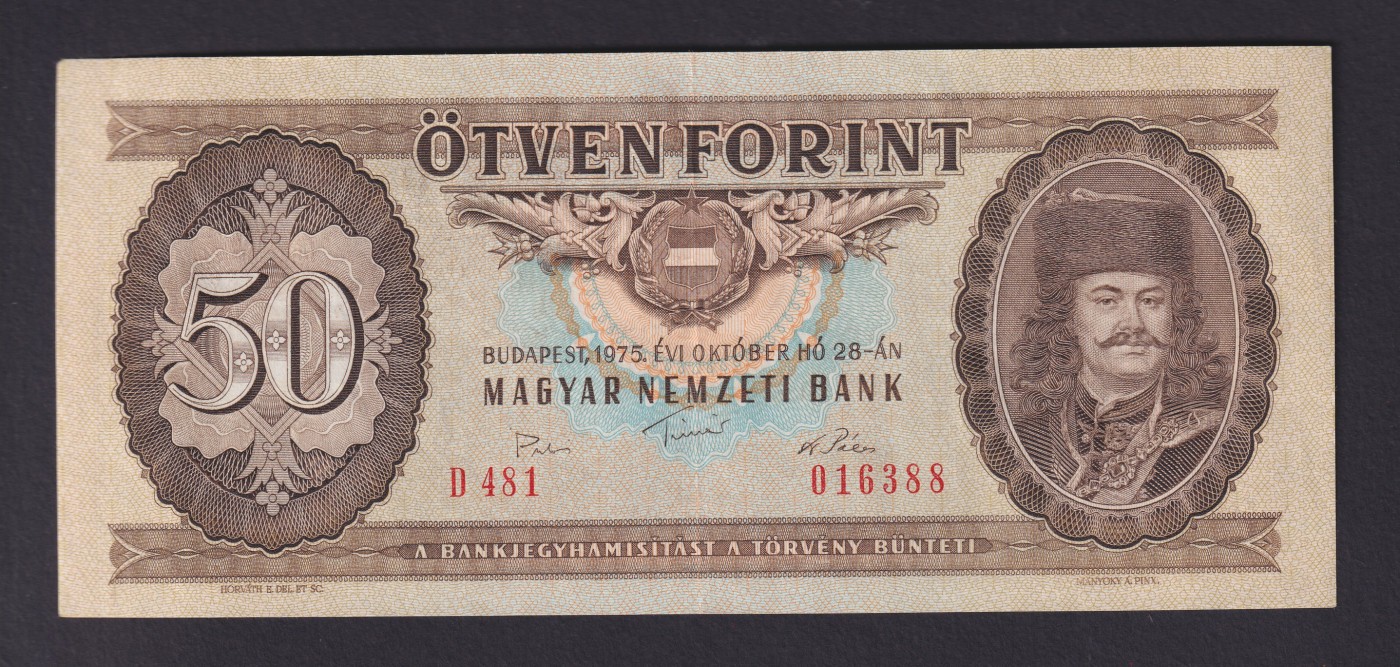 ÖTVEN FORINT
50
BUDAPEST, 1975. ÉVI OKTÓBER HÓ 28-ÁN
MAGYAR NEMZETI BANK
D 481
016388
A BANKJEGYHAMISÍTÁST A TÖRVÉNY BÜNTETI
HORVÁTH E. DEL. ET SC.
MÁNYOKY Á. PINX.